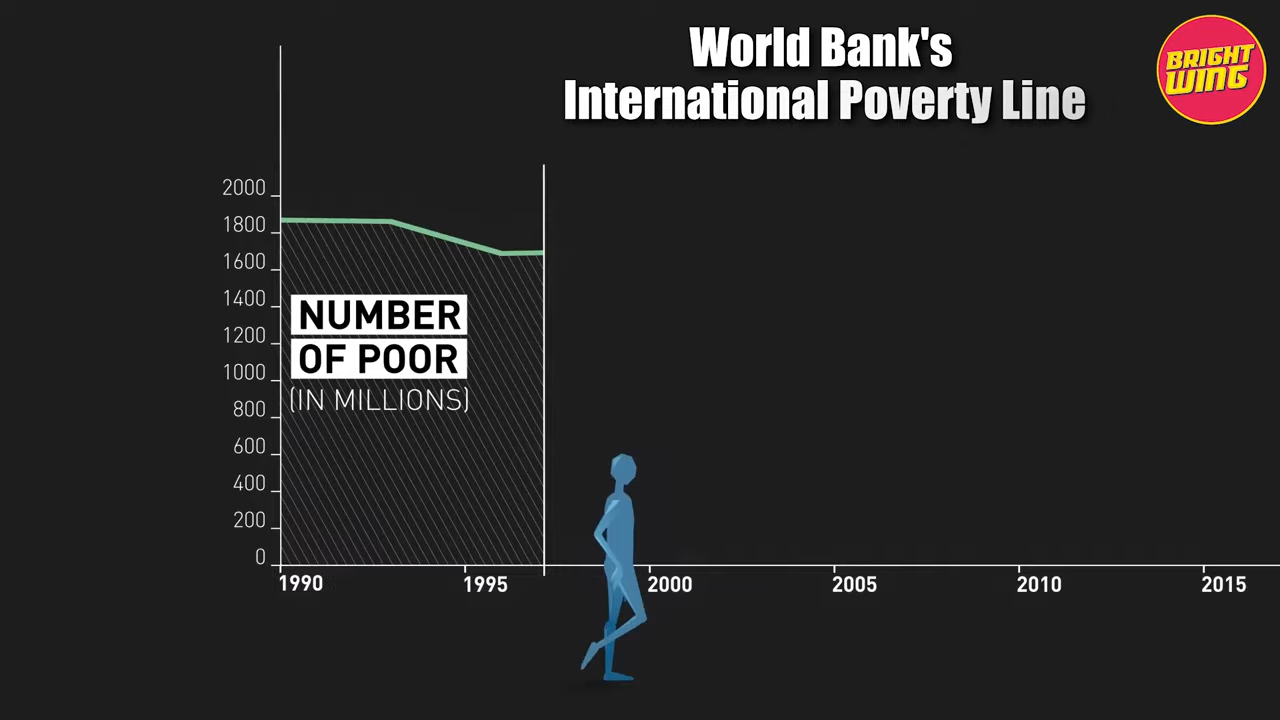 World Bank's
International Poverty Line
BRIGHT
WING
2000
1800
1600
1400
1200
1000
800
600
400
200
0
NUMBER
OF POOR
(IN MILLIONS)
1990
1995
2000
2005
2010
2015